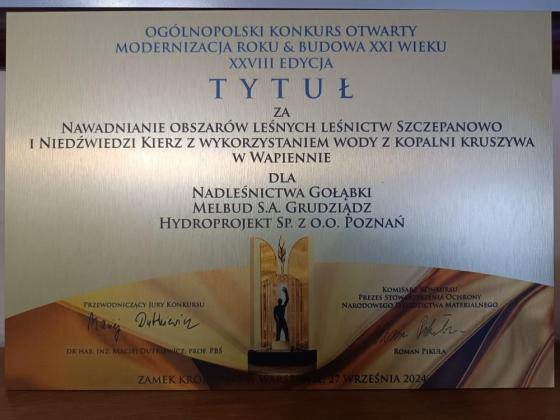 OGÓLNOPOLSKI KONKURS OTWARTY
MODERNIZACJA ROKU & BUDOWA XXI WIEKU
XXVIII EDYCJA
TYTUŁ
ZA
NAWADNIANIE OBSZARÓW LEŚNYCH LEŚNICTW SZCZEPANOWO
I NIEDŹWIEDZI KIERZ Z WYKORZYSTANIEM WODY Z KOPALNI KRUSZYWA
W WAPIENNIE
DLA
NADLEŚNICTWA GOŁĄBKI
MELBUD S.A. GRUDZIĄDZ
HYDROPROJEKT SP. Z O.O. POZNAŃ
PRZEWODNICZĄCY JURY KONKURSU
Maciej Dutkiewicz
DR HAB. INŻ. MACIEJ DUTKIEWICZ, PROF. PBŚ
KOMISARZ KONKURSU,
PREZES STOWARZYSZENIA OCHRONY
NARODOWEGO DZIEDZICTWA MATERIALNEGO
ROMAN PIKUŁA
ZAMEK W WARSZAWIE, 27 WRZEŚNIA 2024